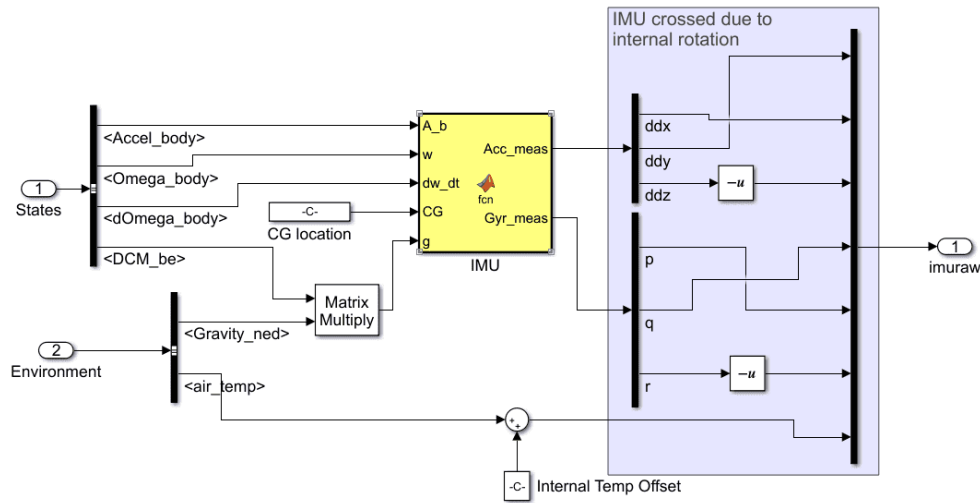 IMU crossed due to
internal rotation
1
States
<Accel_body>
<Omega_body>
<dOmega_body>
<DCM_be>
-C-
CG location
A_b
w
dw_dt
CG
g
Acc_meas
fcn
Gyr_meas
IMU
Matrix
Multiply
2
Environment
<Gravity_ned>
<air_temp>
+
+
-C-
Internal Temp Offset
ddx
ddy
ddz
-u
p
q
r
-u
1
imuraw